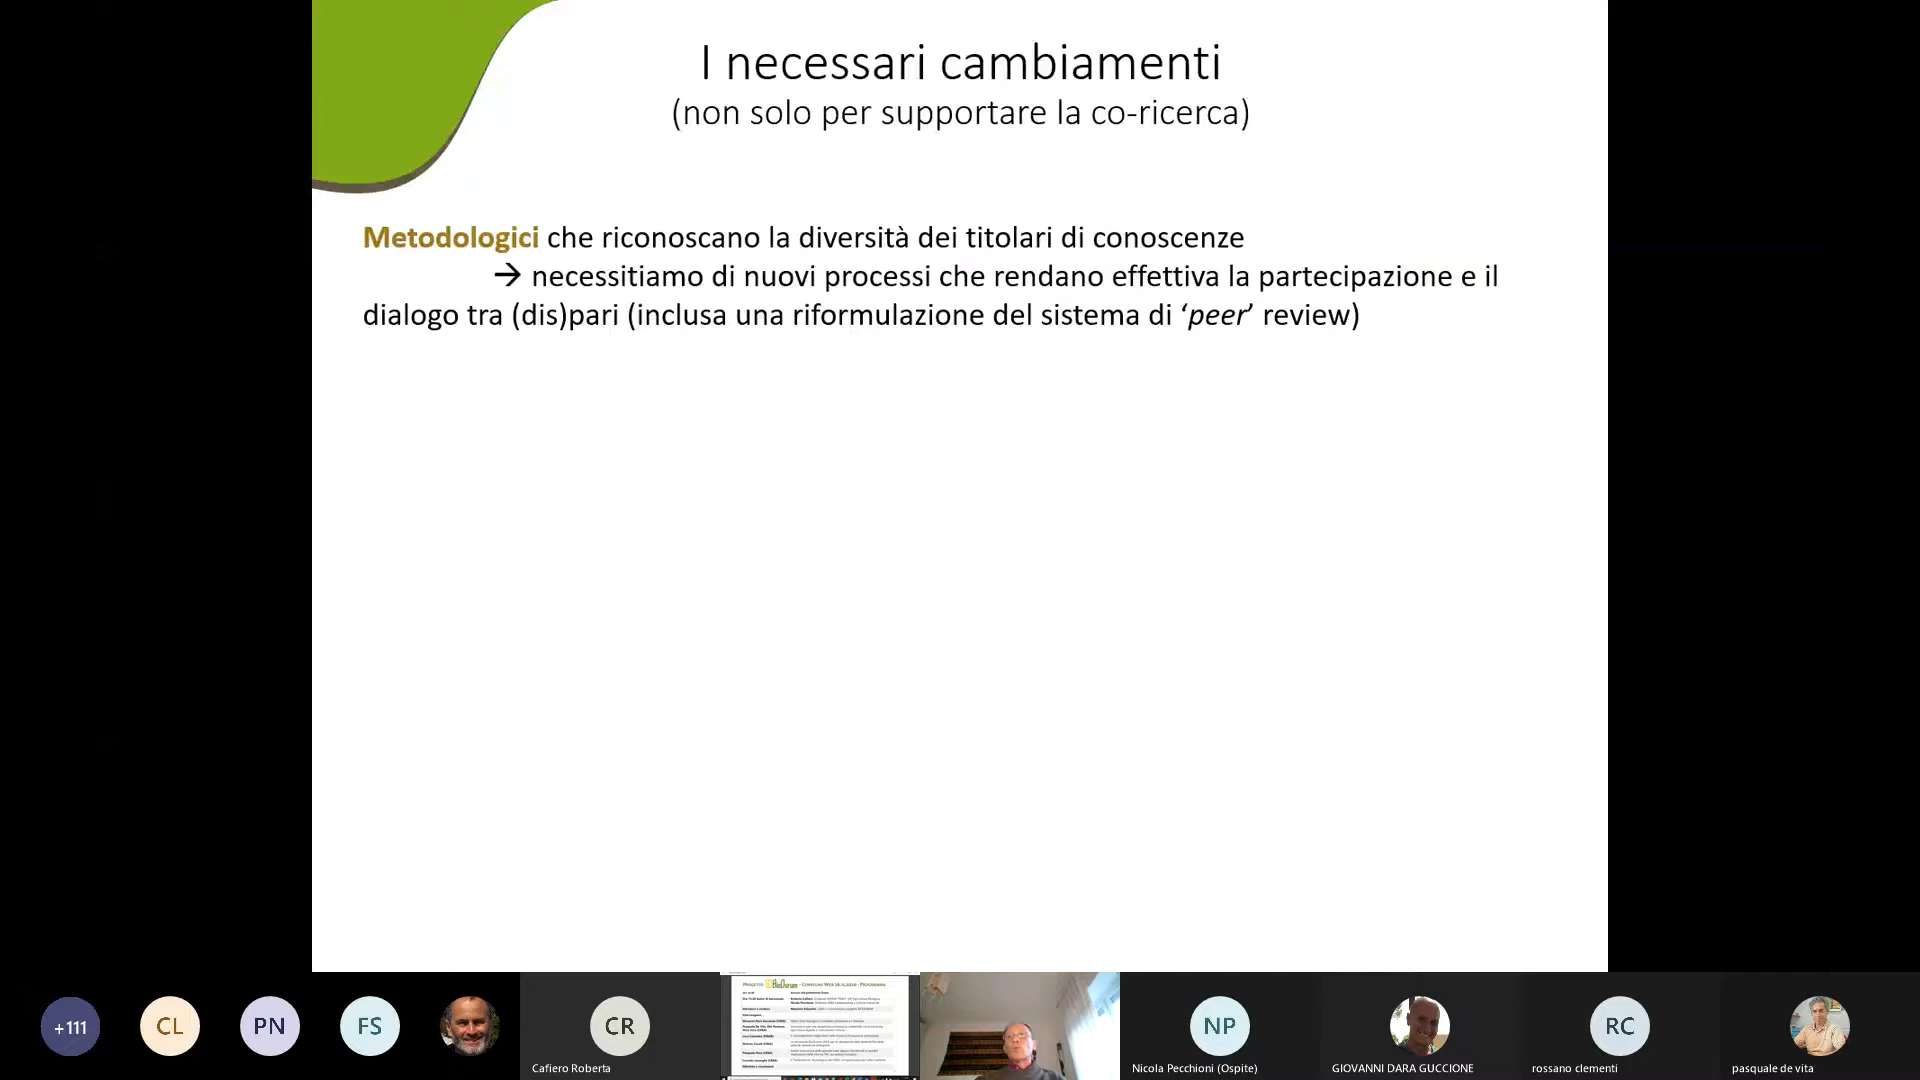 I necessari cambiamenti
(non solo per supportare la co-ricerca)
Metodologici che riconoscano la diversità dei titolari di conoscenze
→ necessitiamo di nuovi processi che rendano effettiva la partecipazione e il
dialogo tra (dis)pari (inclusa una riformulazione del sistema di ‘peer’ review)
+111
CL
PN
FS
CR
Cafiero Roberta
NP
Nicola Pecchioni (Ospite)
GIOVANNI DARA GUCCIONE
RC
rossano clementi
pasquale de vita